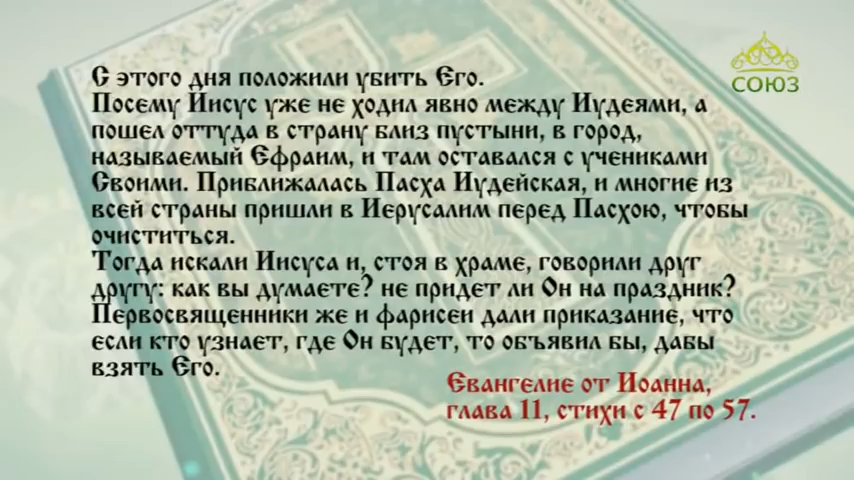 СОЮЗ
С этого дня положили убить Его.
Посему Иисус уже не ходил явно между Иудеями, а
пошел оттуда в страну близ пустыни, в город,
называемый Ефраим, и там оставался с учениками
Своими. Приближалась Пасха Иудейская, и многие из
всей страны пришли в Иерусалим перед Пасхою, чтобы
очиститься.
Тогда искали Иисуса и, стоя в храме, говорили друг
другу: как вы думаете? не придет ли Он на праздник?
Первосвященники же и фарисеи дали приказание, что
если кто узнает, где Он будет, то объявил бы, дабы
взять Его.
Евангелие от Иоанна,
глава 11, стихи с 47 по 57.